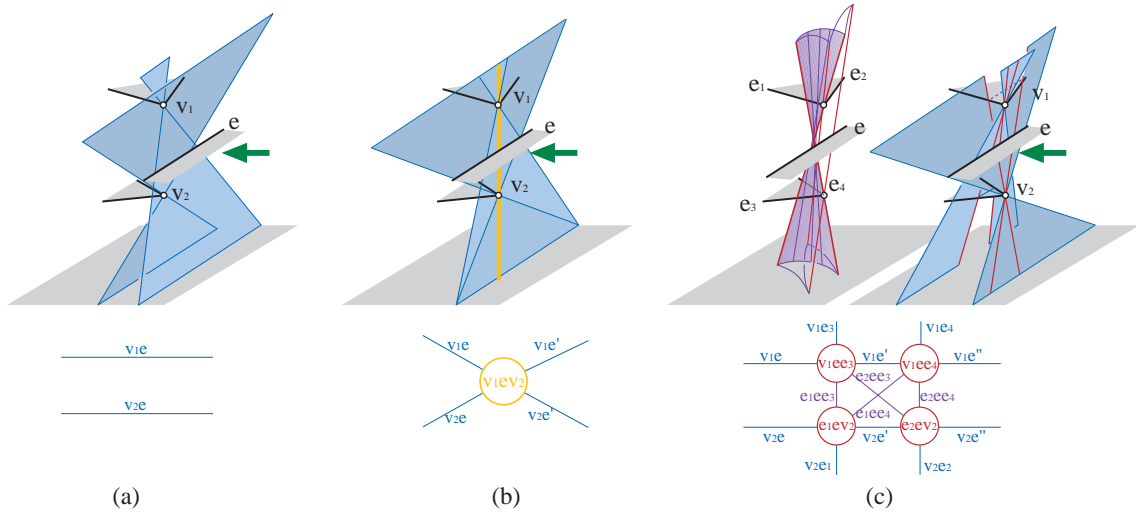 v1
e
v2
v1
e
v2
e1
e2
e4
e3
v1
e
v2
v1e
v2e
v1e
v1e'
v1ev2
v2e
v2e'
v1e3
v1e4
v1e
v1ee3
v1e'
v1ee4
v1e"
e2ee3
e1ee3
e2ee4
e1ee4
v2e
e1ev2
v2e'
e2ev2
v2e"
v2e1
v2e2
(a)
(b)
(c)